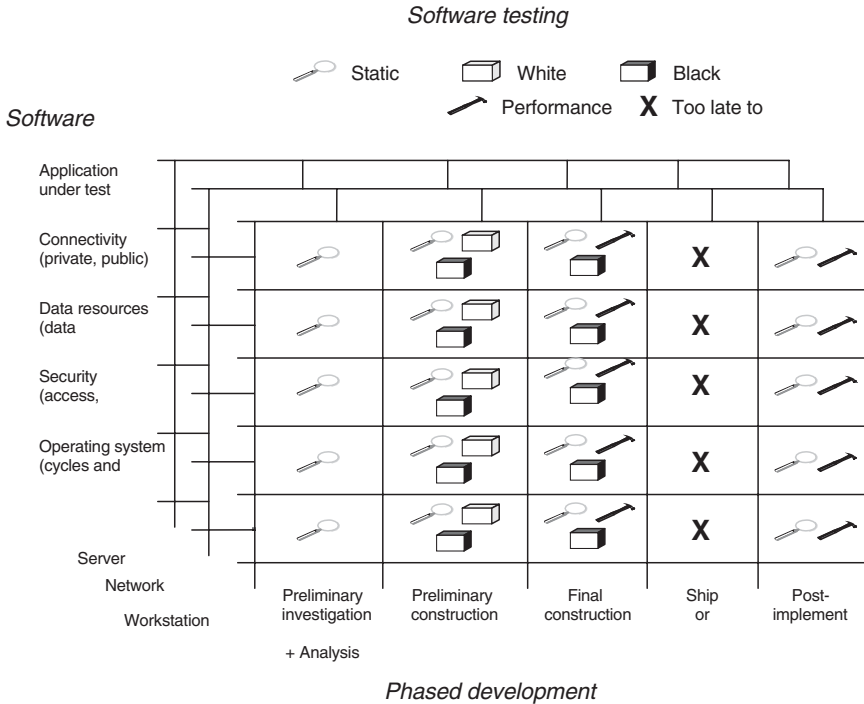 Software testing
Static White Black
Performance X Too late to
Software
Application
under test
Connectivity
(private, public)
X
Data resources
(data
X
Security
(access,
X
Operating system
(cycles and
X
X
Server
Network
Workstation
Preliminary
investigation
+ Analysis
Preliminary
construction
Final
construction
Ship
or
Post-
implement
Phased development